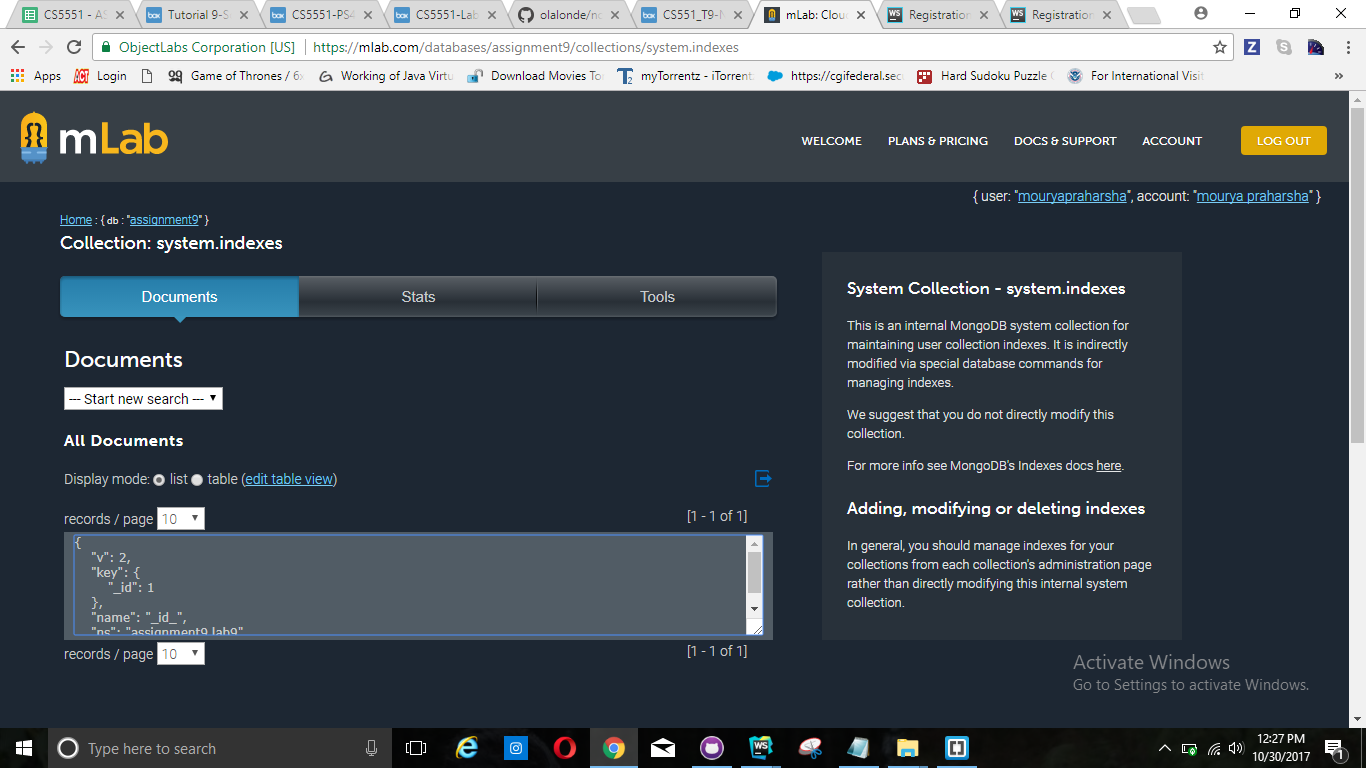 CS5551 - AS
Tutorial 9-S
CS5551-PS4
CS5551-Lab
olalonde/no
CS5551_T9-M
mLab: Cloud
Registration
Registration
ObjectLabs Corporation [US]
https://mlab.com/databases/assignment9/collections/system.indexes
Apps
Login
Game of Thrones / 6x
Working of Java Virtu
Download Movies To
myTorrentz - iTorrent
https://cgifederal.sec
Hard Sudoku Puzzle
For International Visit
»
mLab
WELCOME
PLANS & PRICING
DOCS & SUPPORT
ACCOUNT
LOG OUT
{ user: "mouryapraharsha", account: "mourya praharsha" }
Home : { db : "assignment9" }
Collection: system.indexes
Documents
Stats
Tools
Documents
--- Start new search ---
All Documents
Display mode: list table (edit table view)
records / page 10
[1 - 1 of 1]
{
"v": 2,
"key": {
"_id": 1
},
"name": "_id_",
"ns": "assignment9.lab9"
records / page 10
[1 - 1 of 1]
System Collection - system.indexes
This is an internal MongoDB system collection for
maintaining user collection indexes. It is indirectly
modified via special database commands for
managing indexes.
We suggest that you do not directly modify this
collection.
For more info see MongoDB's Indexes docs here.
Adding, modifying or deleting indexes
In general, you should manage indexes for your
collections from each collection's administration page
rather than directly modifying this internal system
collection.
Activate Windows
Go to Settings to activate Windows.
Type here to search
12:27 PM
10/30/2017
1